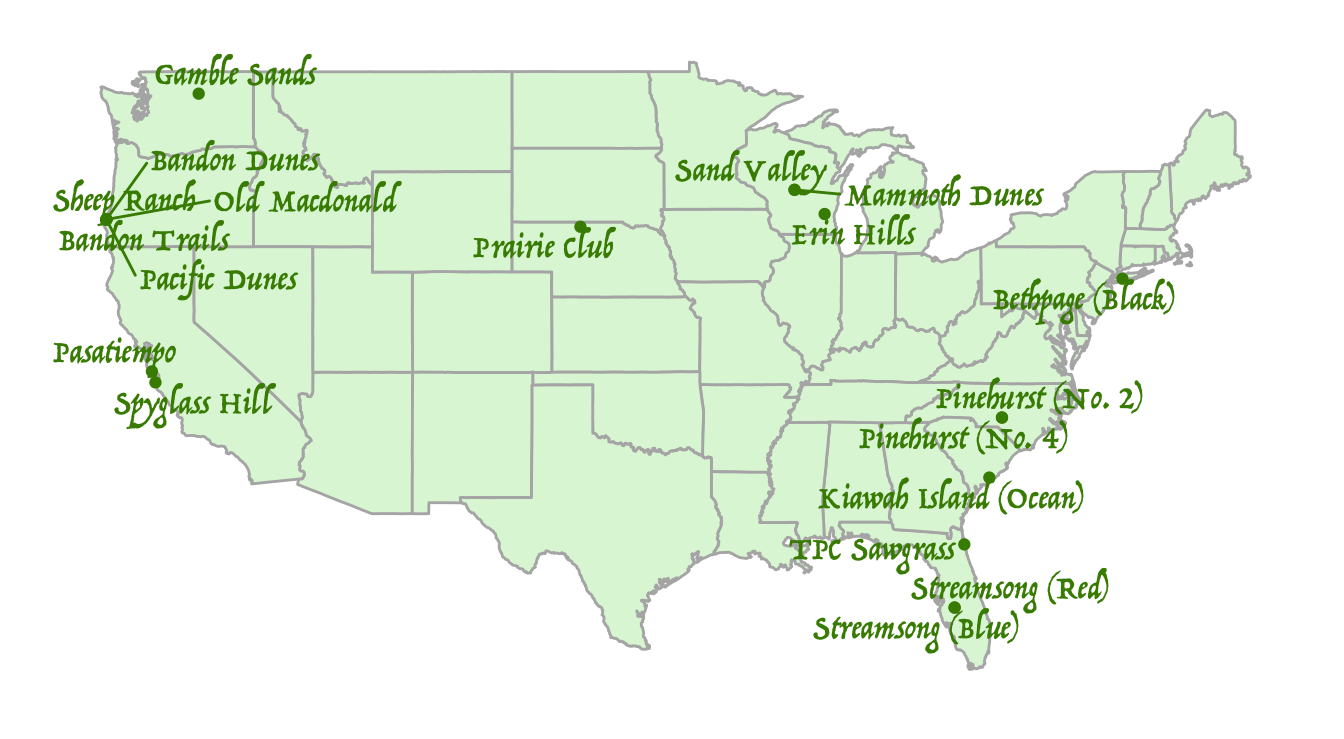 Gamble Sands
Bandon Dunes
Sheep Ranch
Old Macdonald
Bandon Trails
Pacific Dunes
Sand Valley
Mammoth Dunes
Erin Hills
Prairie Club
Bethpage (Black)
Pasatiempo
Spyglass Hill
Pinehurst (No. 2)
Pinehurst (No. 4)
Kiawah Island (Ocean)
TPC Sawgrass
Streamsong (Red)
Streamsong (Blue)